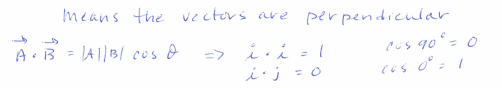 means the vectors are perpendicular
A⃗ · B⃗ = |A||B| cos θ => i · i = 1 cos 90° = 0
i · j = 0 cos 0° = 1